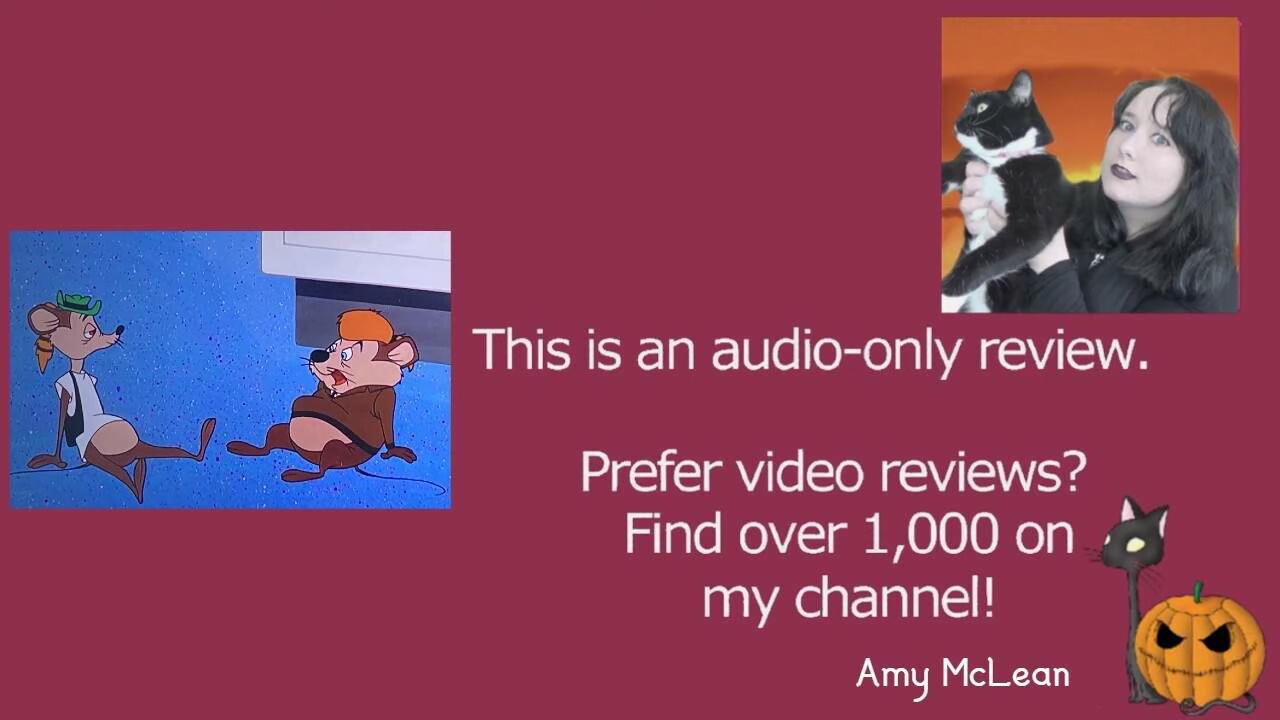 This is an audio-only review.
Prefer video reviews?
Find over 1,000 on
my channel!
Amy McLean